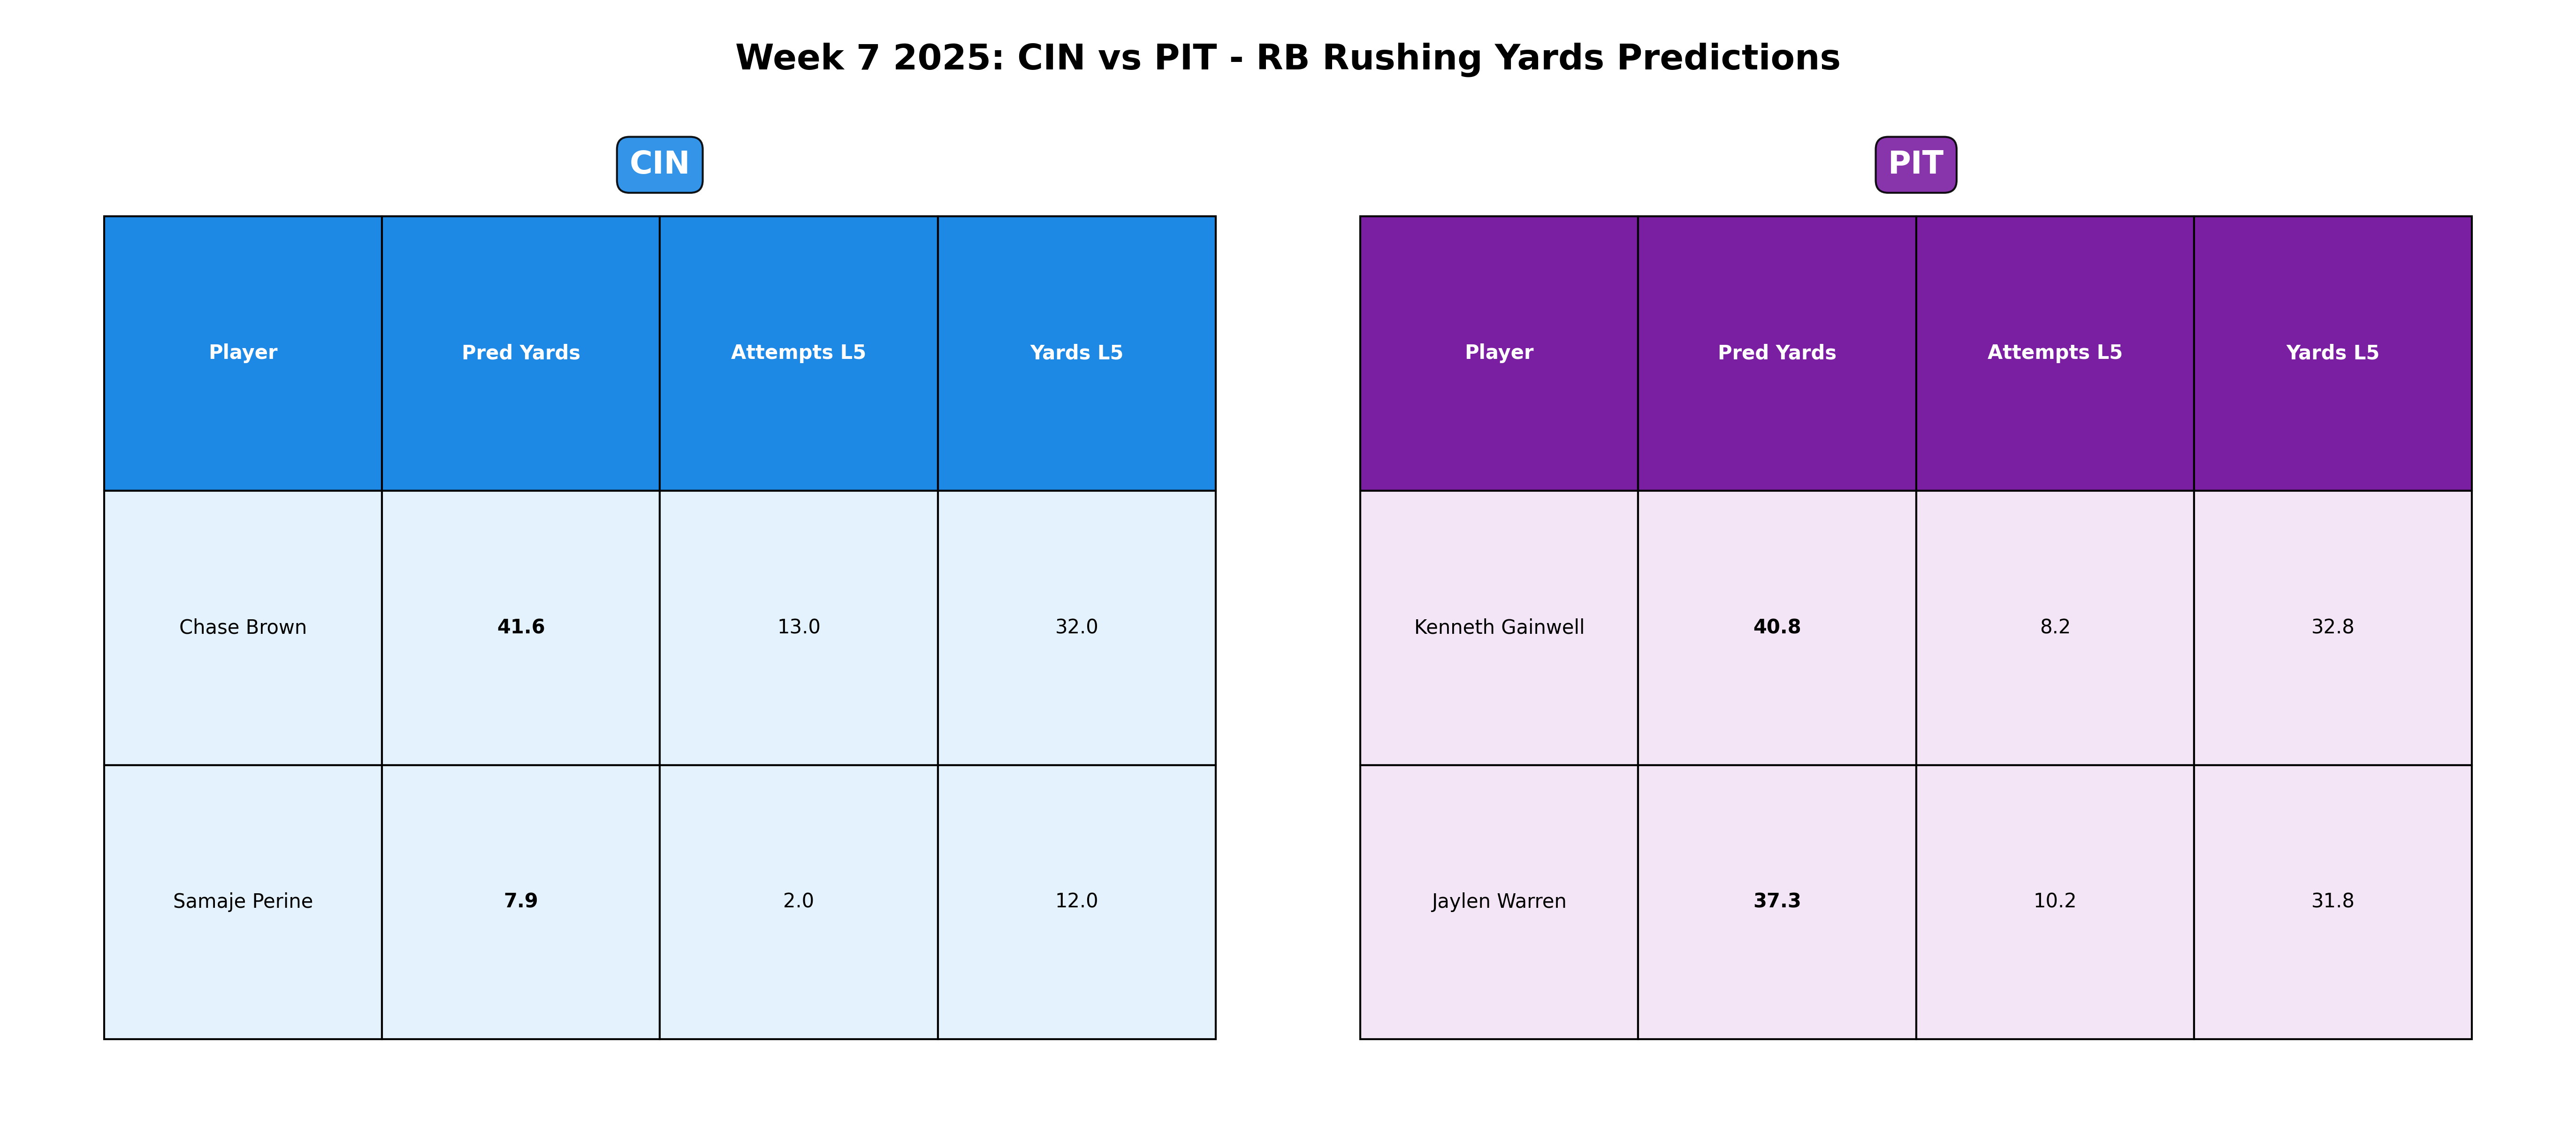 Week 7 2025: CIN vs PIT - RB Rushing Yards Predictions
CIN
Player Pred Yards Attempts L5 Yards L5
Chase Brown 41.6 13.0 32.0
Samaje Perine 7.9 2.0 12.0
PIT
Player Pred Yards Attempts L5 Yards L5
Kenneth Gainwell 40.8 8.2 32.8
Jaylen Warren 37.3 10.2 31.8